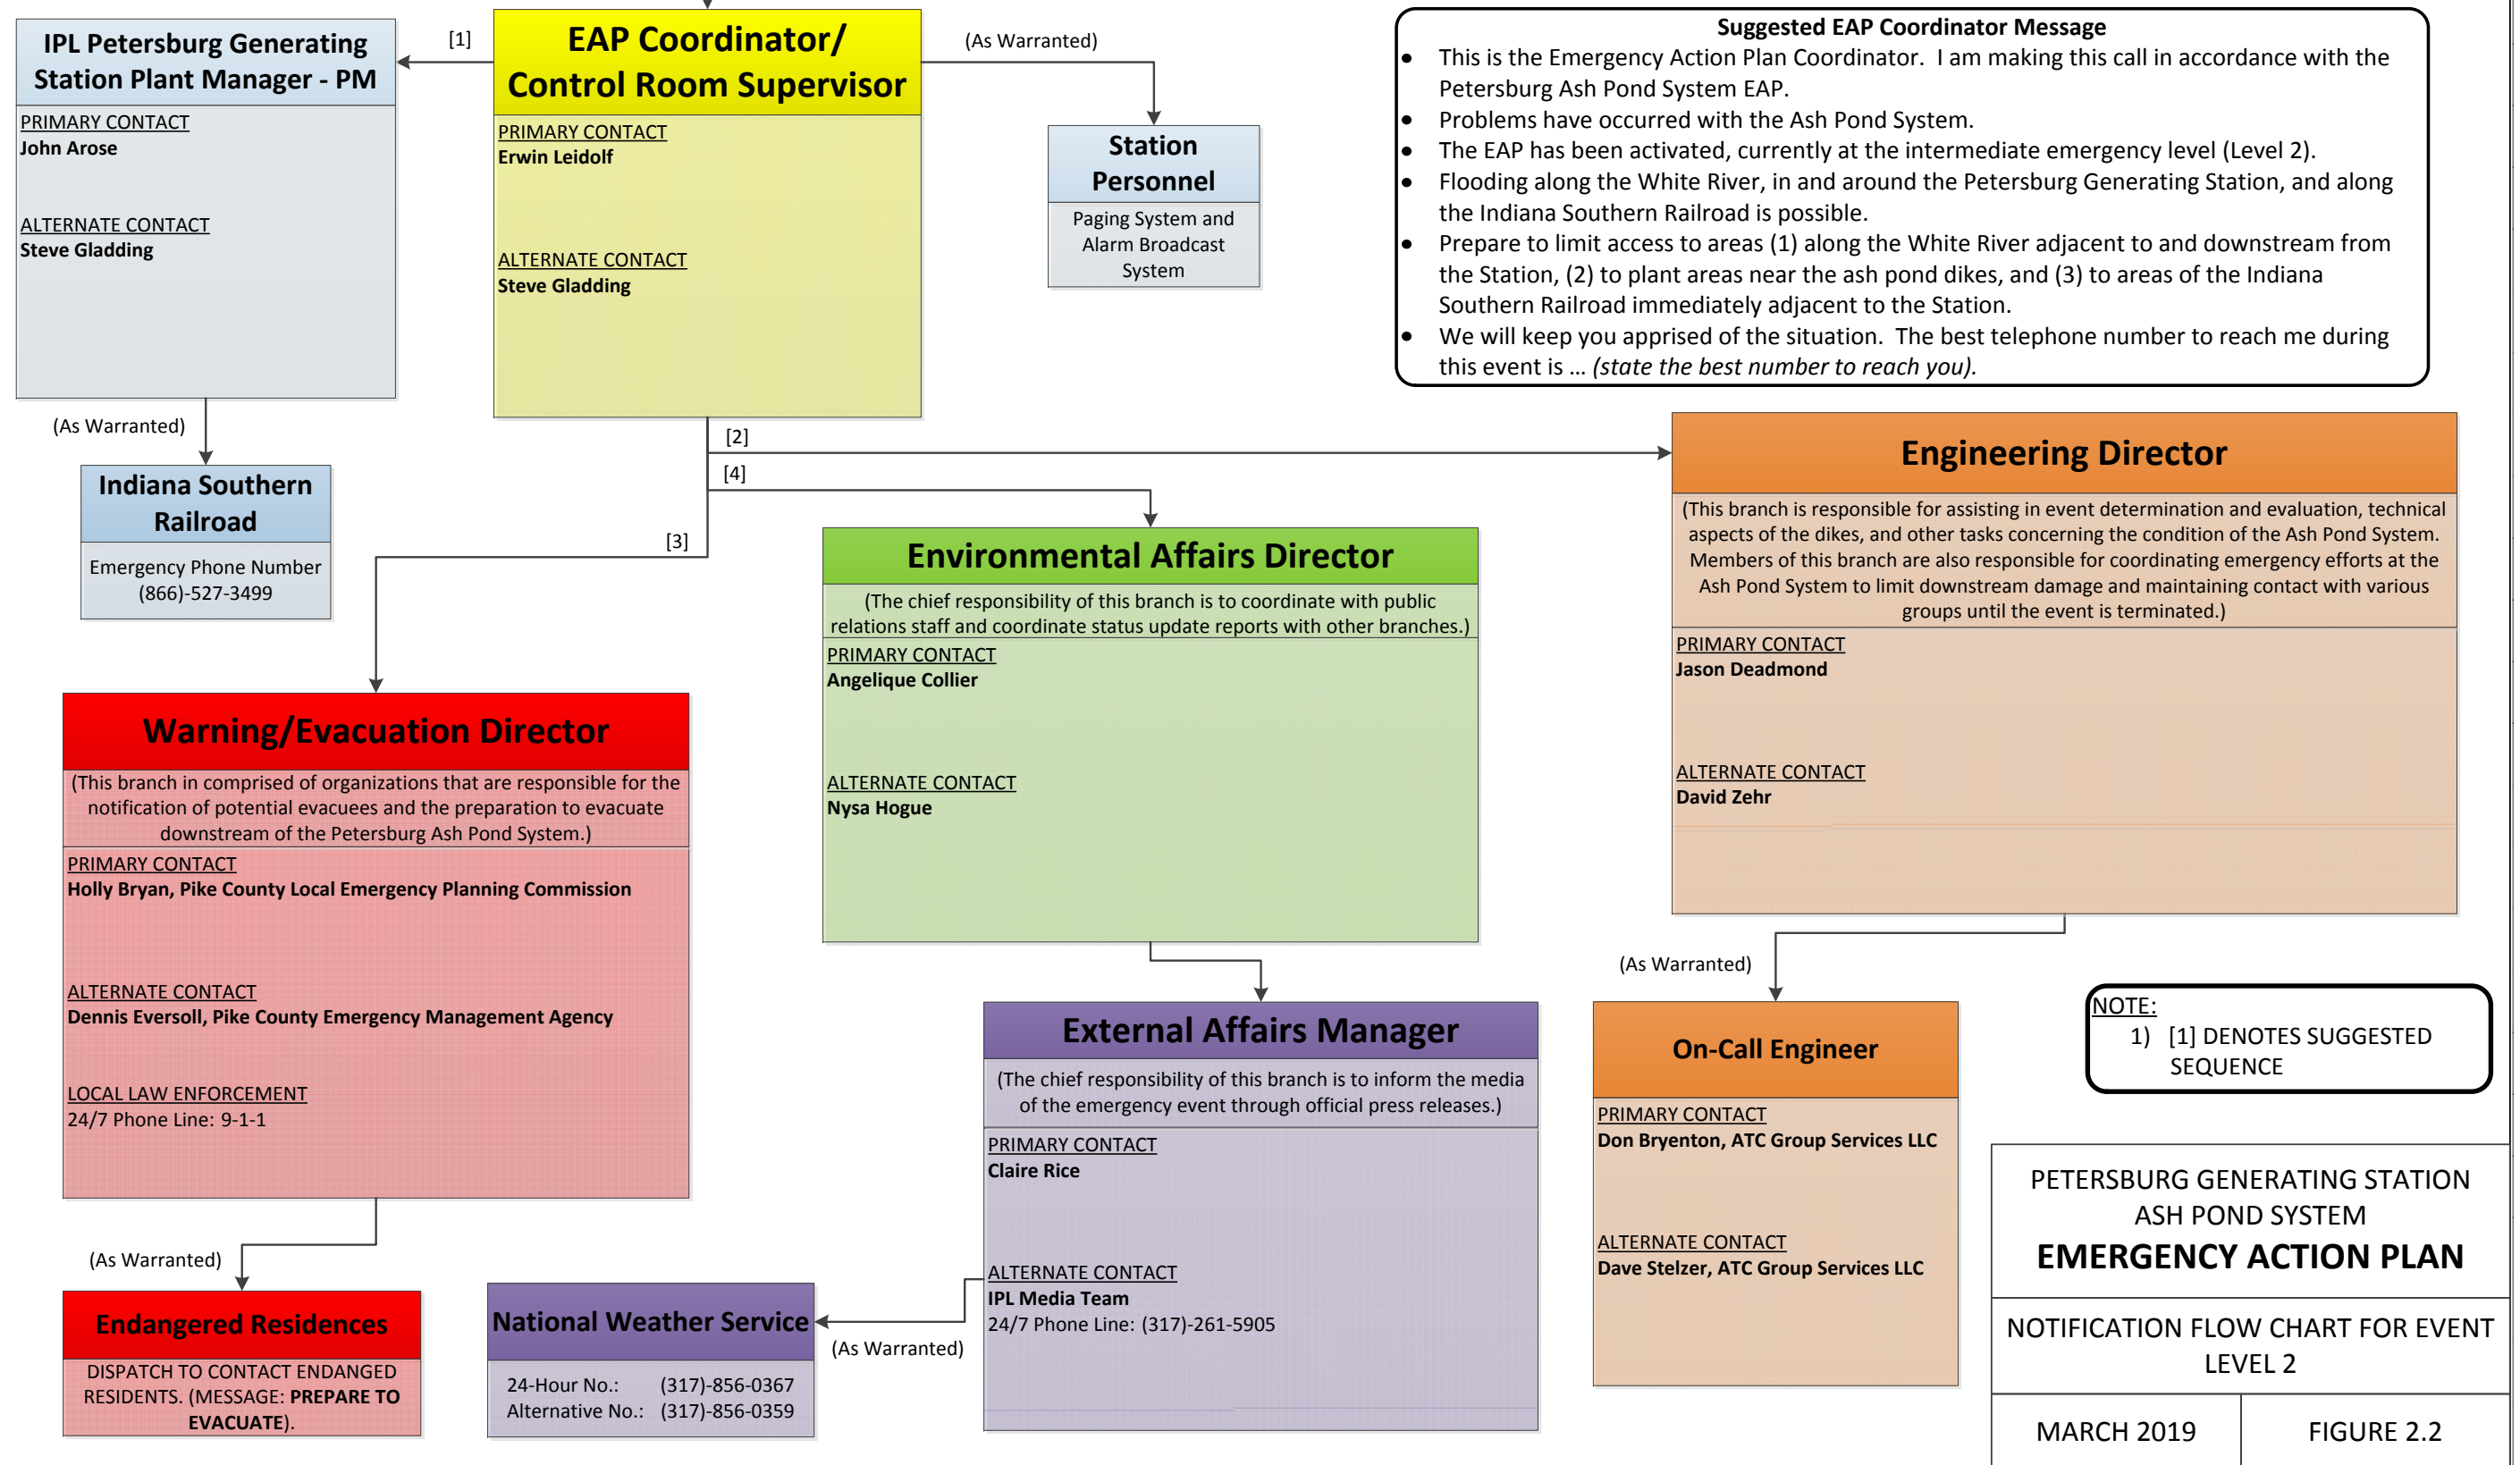 IPL Petersburg Generating
Station Plant Manager - PM
PRIMARY CONTACT
John Arose
ALTERNATE CONTACT
Steve Gladding
[1]
EAP Coordinator/
Control Room Supervisor
PRIMARY CONTACT
Erwin Leidolf
ALTERNATE CONTACT
Steve Gladding
(As Warranted)
Station
Personnel
Paging System and
Alarm Broadcast
System
Suggested EAP Coordinator Message
• This is the Emergency Action Plan Coordinator. I am making this call in accordance with the
Petersburg Ash Pond System EAP.
• Problems have occurred with the Ash Pond System.
• The EAP has been activated, currently at the intermediate emergency level (Level 2).
• Flooding along the White River, in and around the Petersburg Generating Station, and along
the Indiana Southern Railroad is possible.
• Prepare to limit access to areas (1) along the White River adjacent to and downstream from
the Station, (2) to plant areas near the ash pond dikes, and (3) to areas of the Indiana
Southern Railroad immediately adjacent to the Station.
• We will keep you apprised of the situation. The best telephone number to reach me during
this event is … (state the best number to reach you).
(As Warranted)
Indiana Southern
Railroad
Emergency Phone Number
(866)-527-3499
[2]
[4]
[3]
Engineering Director
(This branch is responsible for assisting in event determination and evaluation, technical
aspects of the dikes, and other tasks concerning the condition of the Ash Pond System.
Members of this branch are also responsible for coordinating emergency efforts at the
Ash Pond System to limit downstream damage and maintaining contact with various
groups until the event is terminated.)
PRIMARY CONTACT
Jason Deadmond
ALTERNATE CONTACT
David Zehr
Environmental Affairs Director
(The chief responsibility of this branch is to coordinate with public
relations staff and coordinate status update reports with other branches.)
PRIMARY CONTACT
Angelique Collier
ALTERNATE CONTACT
Nysa Hogue
Warning/Evacuation Director
(This branch in comprised of organizations that are responsible for the
notification of potential evacuees and the preparation to evacuate
downstream of the Petersburg Ash Pond System.)
PRIMARY CONTACT
Holly Bryan, Pike County Local Emergency Planning Commission
ALTERNATE CONTACT
Dennis Eversoll, Pike County Emergency Management Agency
LOCAL LAW ENFORCEMENT
24/7 Phone Line: 9-1-1
(As Warranted)
Endangered Residences
DISPATCH TO CONTACT ENDANGED
RESIDENTS. (MESSAGE: PREPARE TO
EVACUATE).
External Affairs Manager
(The chief responsibility of this branch is to inform the media
of the emergency event through official press releases.)
PRIMARY CONTACT
Claire Rice
ALTERNATE CONTACT
IPL Media Team
24/7 Phone Line: (317)-261-5905
(As Warranted)
National Weather Service
24-Hour No.: (317)-856-0367
Alternative No.: (317)-856-0359
(As Warranted)
On-Call Engineer
PRIMARY CONTACT
Don Bryenton, ATC Group Services LLC
ALTERNATE CONTACT
Dave Stelzer, ATC Group Services LLC
NOTE:
1) [1] DENOTES SUGGESTED
SEQUENCE
PETERSBURG GENERATING STATION
ASH POND SYSTEM
EMERGENCY ACTION PLAN
NOTIFICATION FLOW CHART FOR EVENT
LEVEL 2
MARCH 2019
FIGURE 2.2